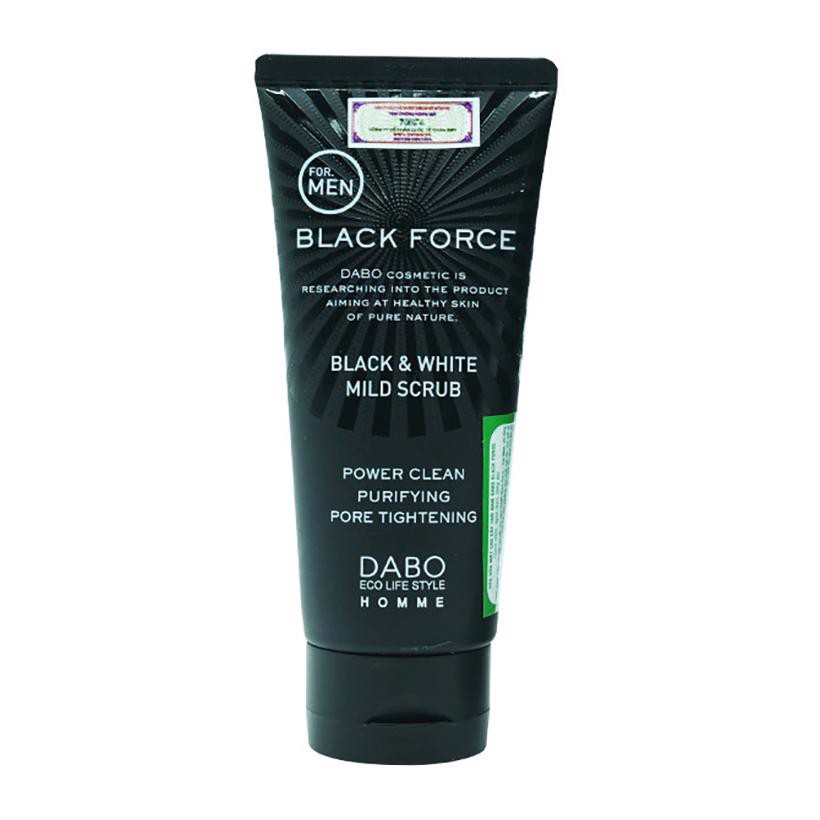 FOR.
MEN
BLACK FORCE
DABO COSMETIC IS
RESEARCHING INTO THE PRODUCT
AIMING AT HEALTHY SKIN
OF PURE NATURE.
BLACK & WHITE
MILD SCRUB
POWER CLEAN
PURIFYING
PORE TIGHTENING
DABO
ECO LIFE STYLE
HOMME